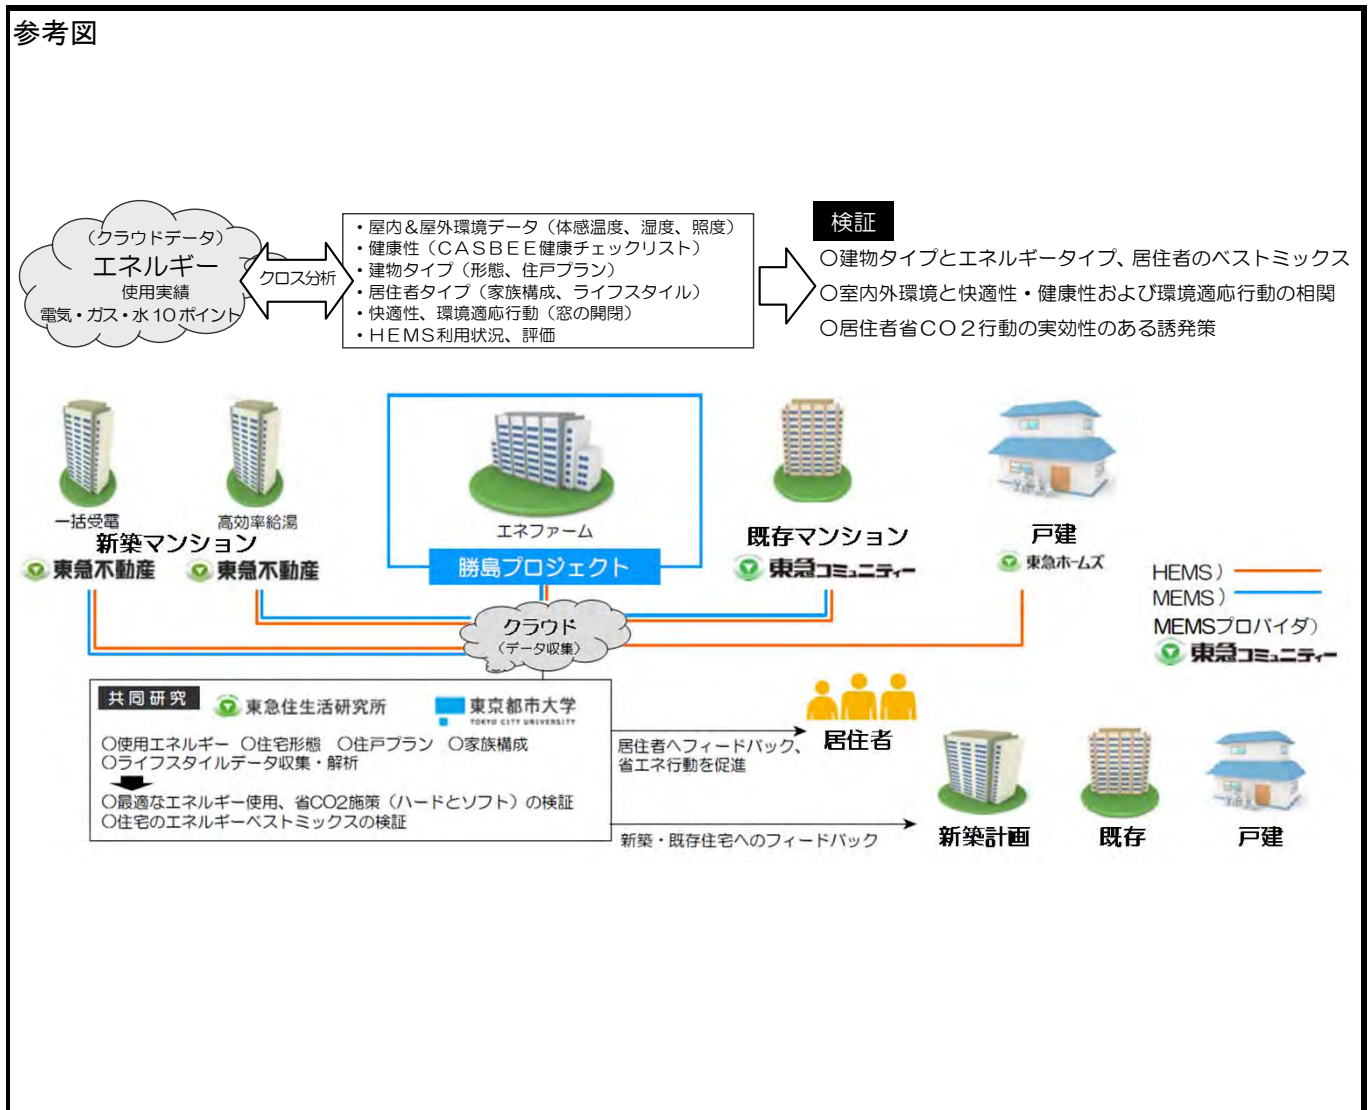 参考図
（クラウドデータ）
エネルギー
使用実績
電気・ガス・水10ポイント
クロス分析
・屋内＆屋外環境データ（体感温度、湿度、照度）
・健康性（CASBEE健康チェックリスト）
・建物タイプ（形態、住戸プラン）
・居住者タイプ（家族構成、ライフスタイル）
・快適性、環境適応行動（窓の開閉）
・HEMS利用状況、評価
検証
○建物タイプとエネルギータイプ、居住者のベストミックス
○室内外環境と快適性・健康性および環境適応行動の相関
○居住者省CO2行動の実効性のある誘発策
一括受電
高効率給湯
新築マンション
東急不動産
東急不動産
エネファーム
勝島プロジェクト
既存マンション
東急コミュニティー
戸建
東急ホームズ
HEMS）
MEMS）
MEMSプロバイダ）
東急コミュニティー
クラウド
（データ収集）
共同研究
東急住生活研究所
東京都市大学
TOKYO CITY UNIVERSITY
○使用エネルギー ○住宅形態 ○住戸プラン ○家族構成
○ライフスタイルデータ収集・解析
○最適なエネルギー使用、省CO2施策（ハードとソフト）の検証
○住宅のエネルギーベストミックスの検証
居住者へフィードバック、
省エネ行動を促進
居住者
新築・既存住宅へのフィードバック
新築計画
既存
戸建